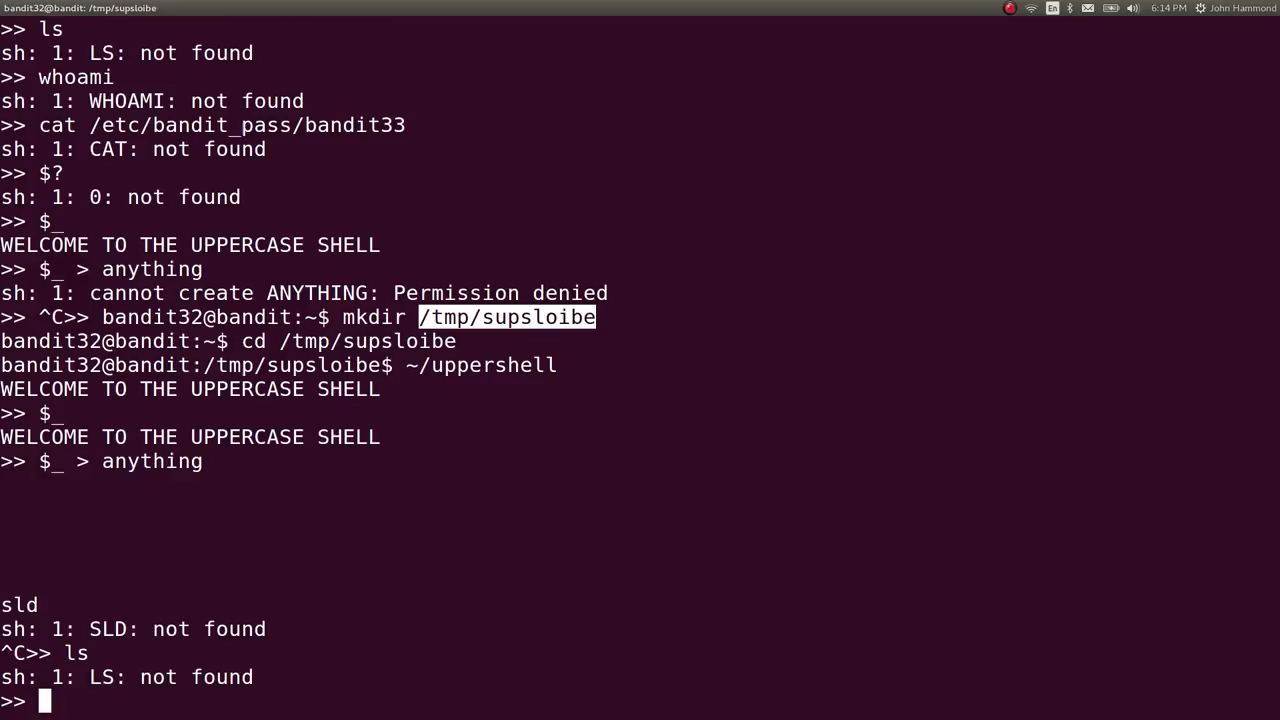 bandit32@bandit: /tmp/supsloibe
En
6:14 PM
John Hammond
>> ls
sh: 1: LS: not found
>> whoami
sh: 1: WHOAMI: not found
>> cat /etc/bandit_pass/bandit33
sh: 1: CAT: not found
>> $?
sh: 1: 0: not found
>> $_
WELCOME TO THE UPPERCASE SHELL
>> $_ > anything
sh: 1: cannot create ANYTHING: Permission denied
>> ^C>> bandit32@bandit:~$ mkdir /tmp/supsloibe
bandit32@bandit:~$ cd /tmp/supsloibe
bandit32@bandit:/tmp/supsloibe$ ~/uppershell
WELCOME TO THE UPPERCASE SHELL
>> $_
WELCOME TO THE UPPERCASE SHELL
>> $_ > anything
sld
sh: 1: SLD: not found
^C>> ls
sh: 1: LS: not found
>>